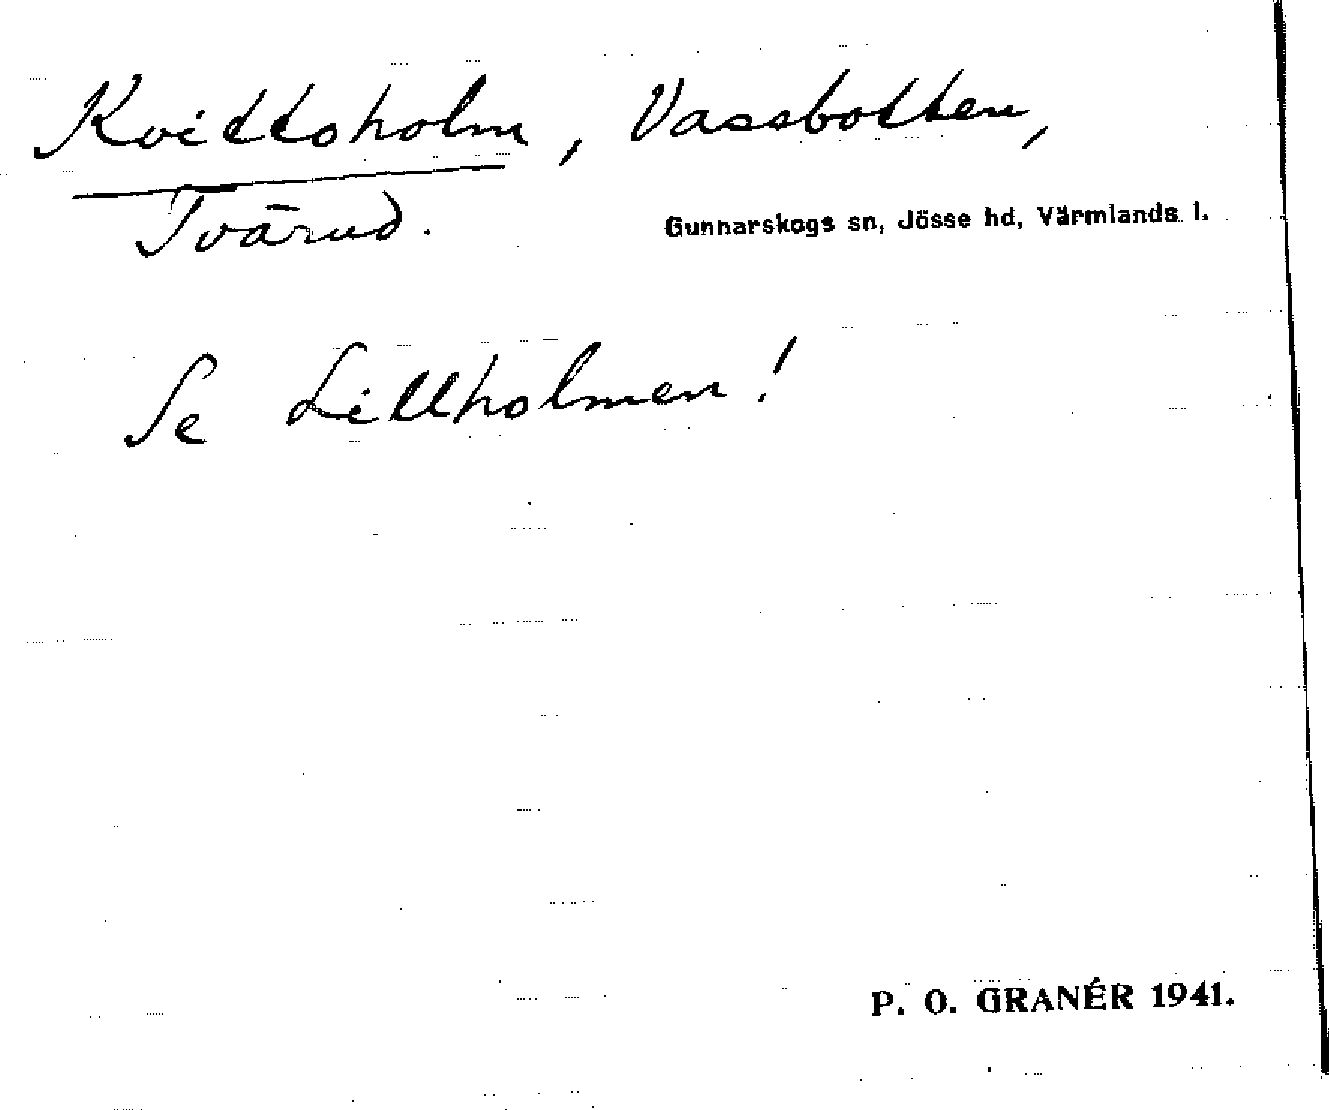 Kvittoholm, Vassbotten,
Tvärud.
Gunnarskogs sn, Jösse hd, Värmlands l.
Se Lillholmen!
P. O. GRANÉR 1941.